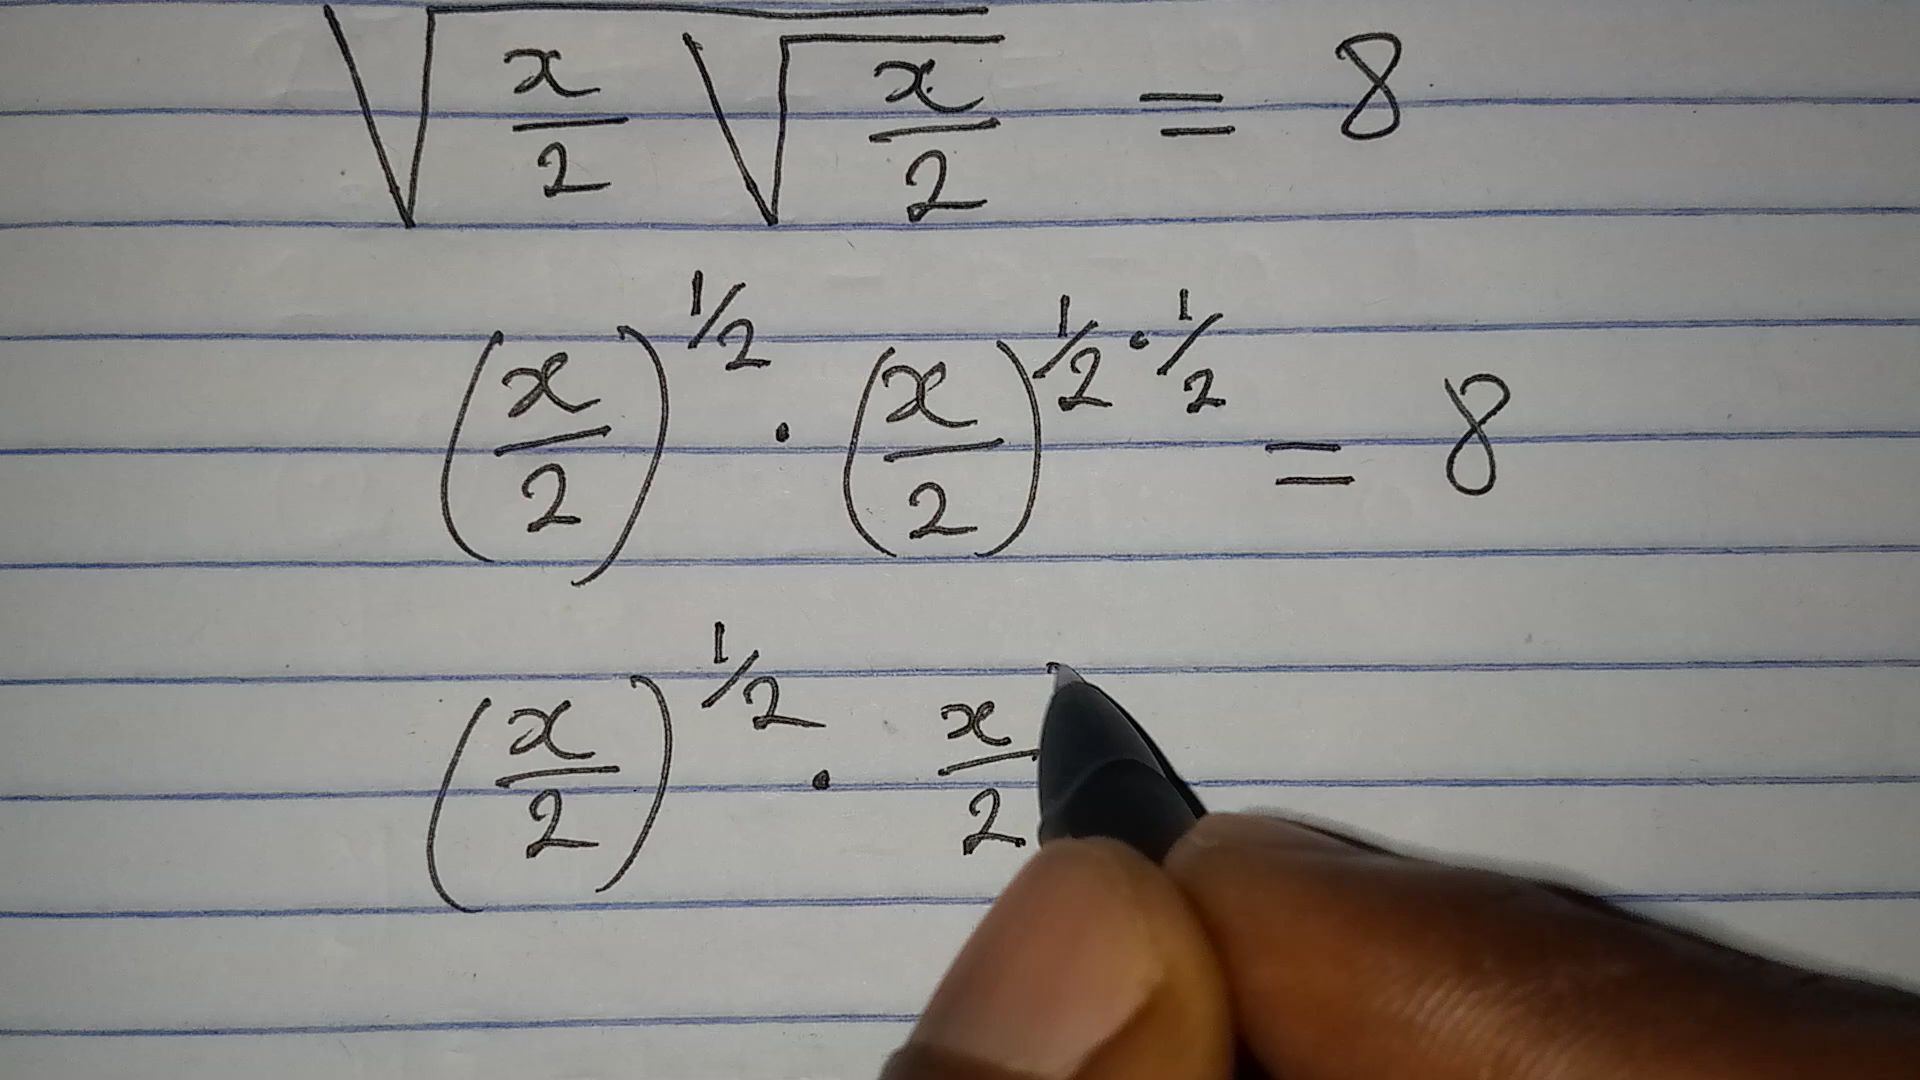 √(x/2 √(x/2)) = 8
(x/2)^(1/2) · (x/2)^(1/2 · 1/2) = 8
(x/2)^(1/2) · x/2